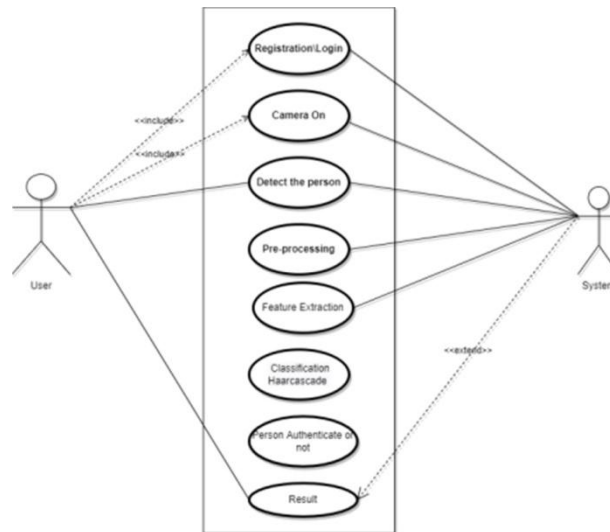 Registration\Login
<<include>>
Camera On
<<include>>
Detect the person
Pre-processing
User
System
Feature Extraction
<<extend>>
Classification
Haarcascade
Person Authenticate or
not
Result